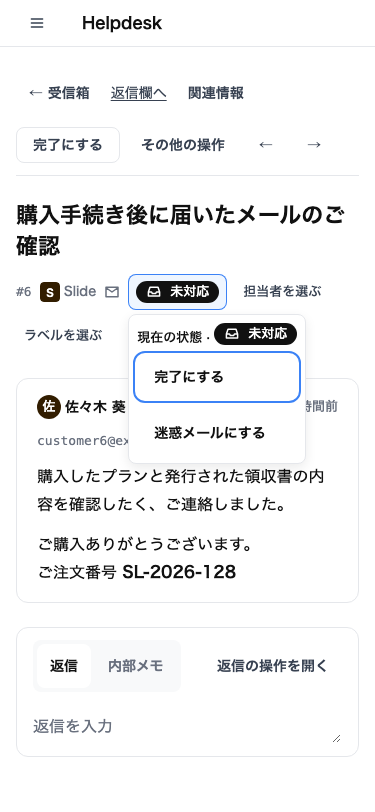 Helpdesk
← 受信箱 返信欄へ 関連情報
完了にする その他の操作 ← →
購入手続き後に届いたメールのご
確認
#6 S Slide 未対応 担当者を選ぶ
ラベルを選ぶ
現在の状態 · 未対応
完了にする
迷惑メールにする
佐 佐々木 葵 時間前
customer6@ex
購入したプランと発行された領収書の内
容を確認したく、ご連絡しました。
ご購入ありがとうございます。
ご注文番号 SL-2026-128
返信 内部メモ 返信の操作を開く
返信を入力